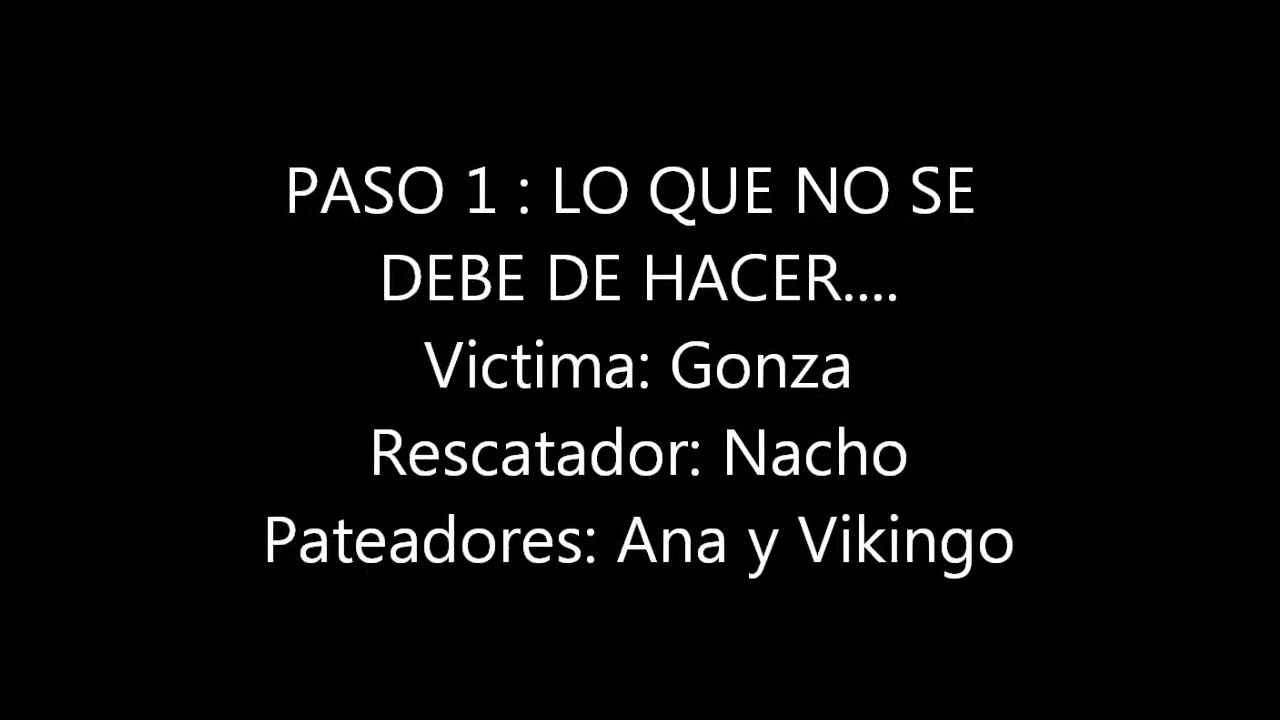 PASO 1 : LO QUE NO SE
DEBE DE HACER....
Victima: Gonza
Rescatador: Nacho
Pateadores: Ana y Vikingo